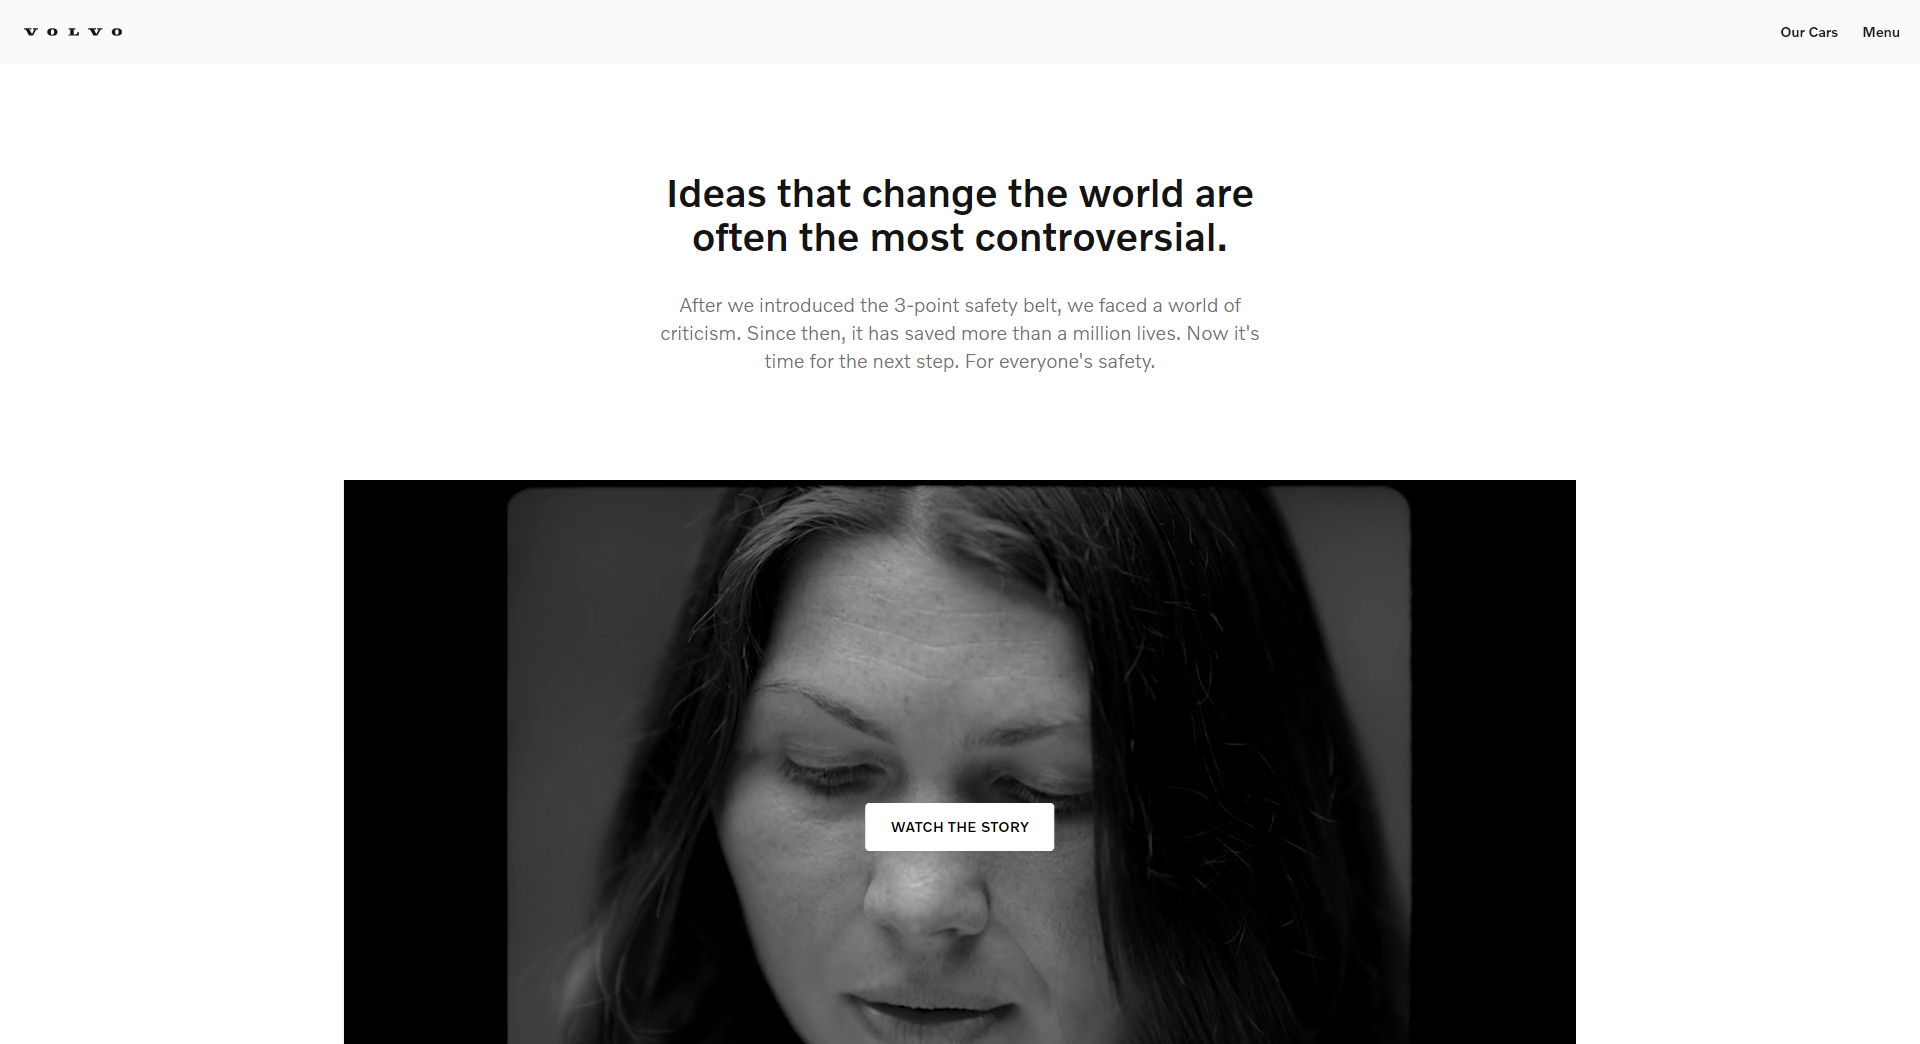 VOLVO
Our Cars
Menu
Ideas that change the world are
often the most controversial.
After we introduced the 3-point safety belt, we faced a world of
criticism. Since then, it has saved more than a million lives. Now it's
time for the next step. For everyone's safety.
WATCH THE STORY